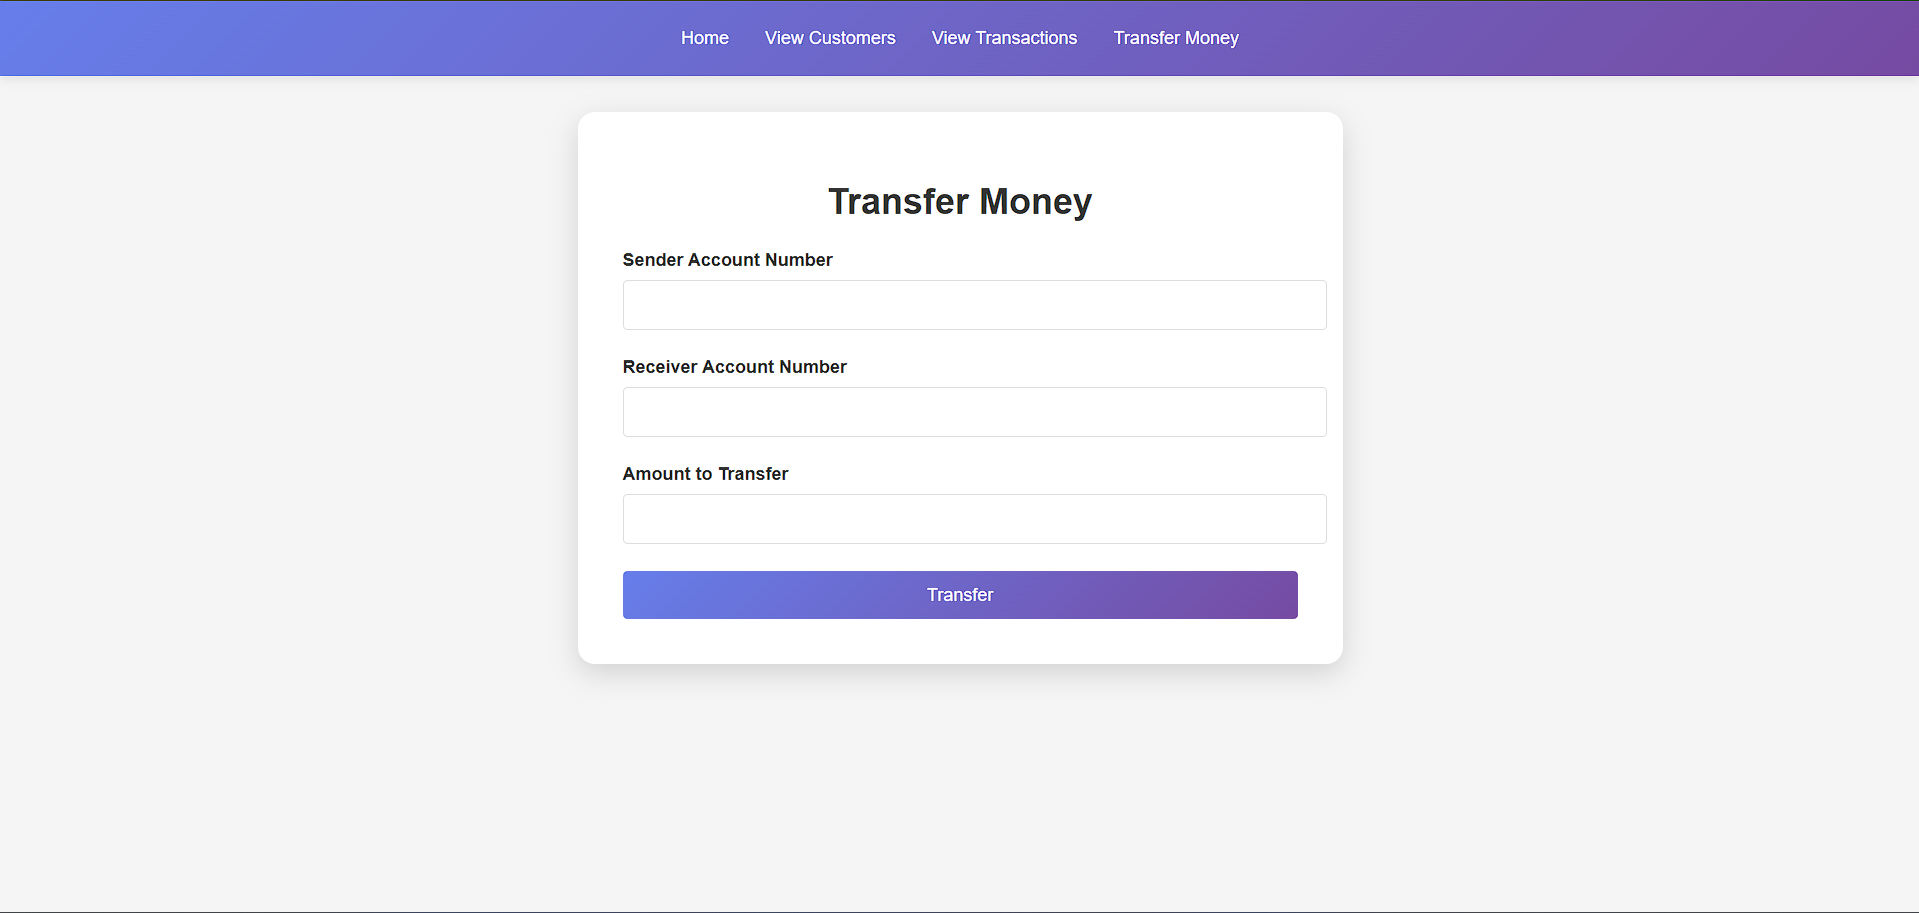 Home View Customers View Transactions Transfer Money
Transfer Money
Sender Account Number
Receiver Account Number
Amount to Transfer
Transfer